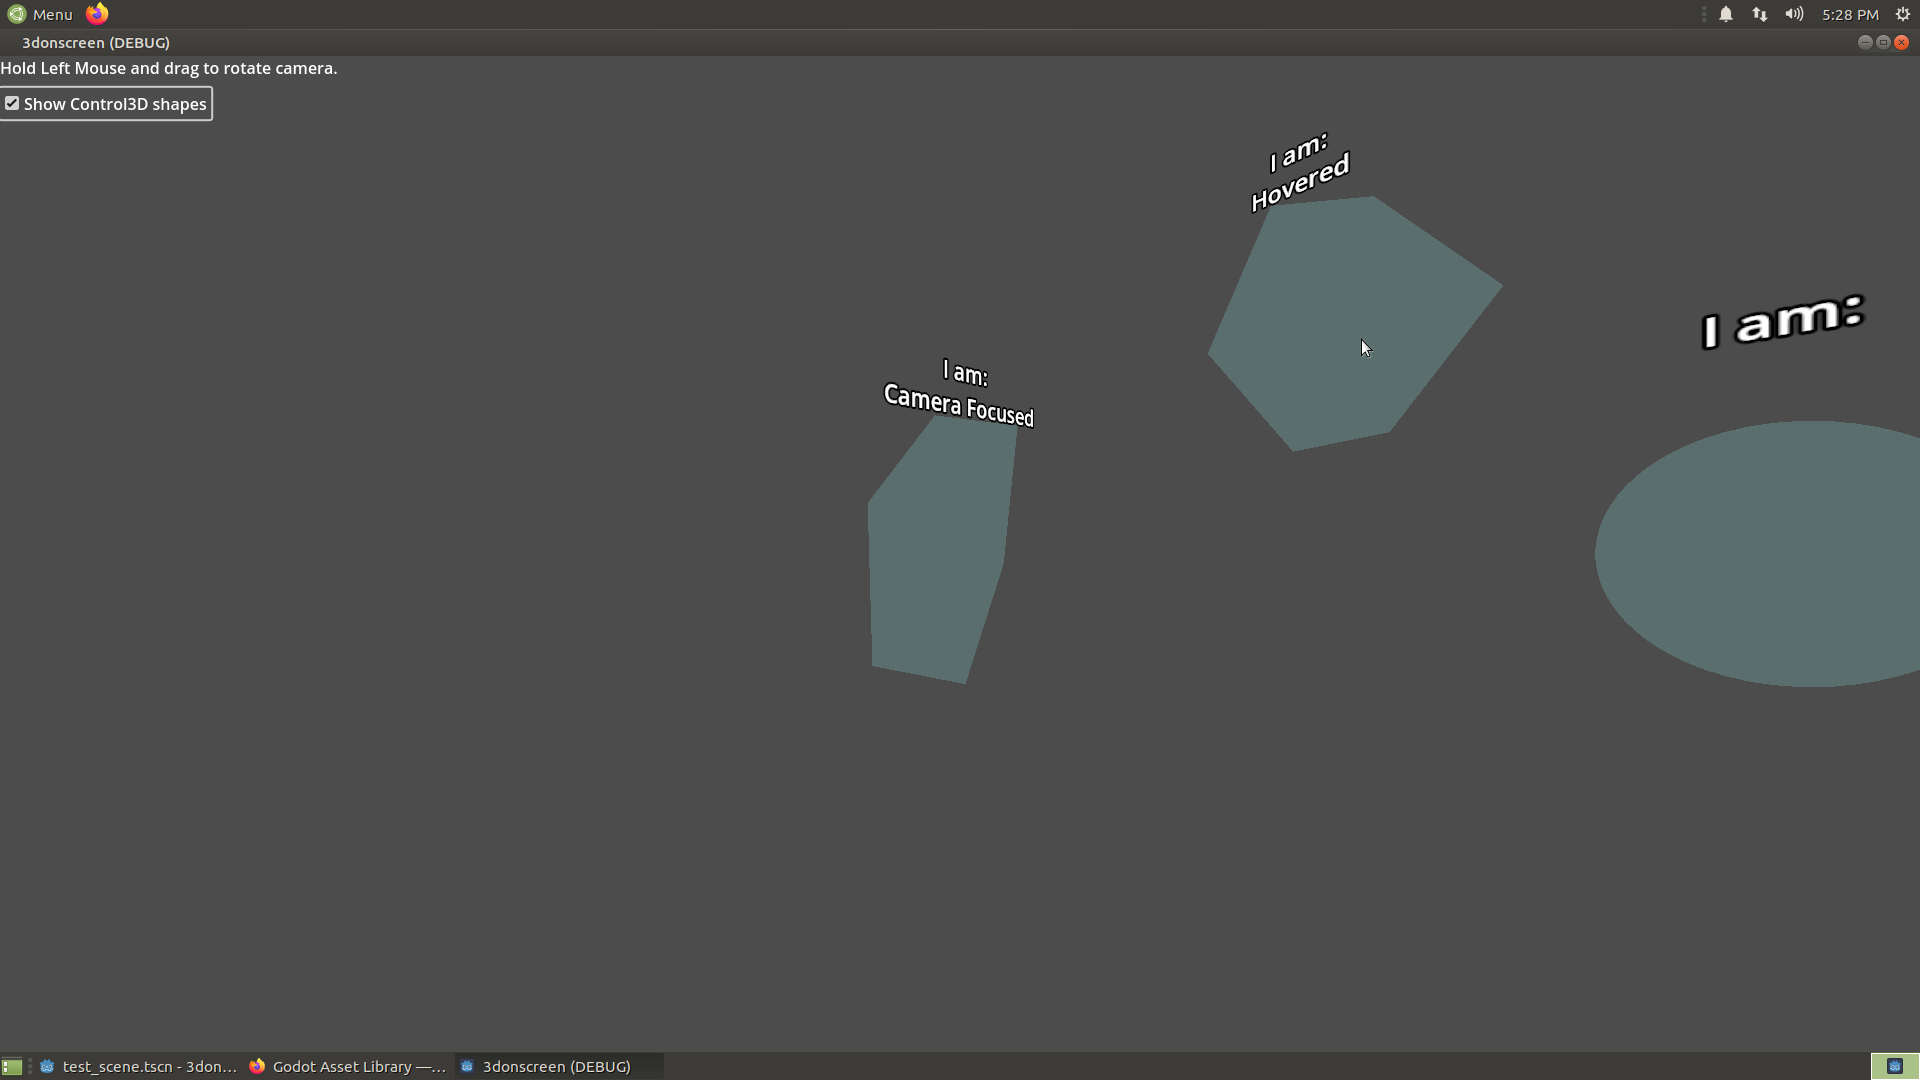 Menu
5:28 PM
3donscreen (DEBUG)
Hold Left Mouse and drag to rotate camera.
Show Control3D shapes
I am:
Hovered
I am:
I am:
Camera Focused
test_scene.tscn - 3don...
Godot Asset Library —...
3donscreen (DEBUG)